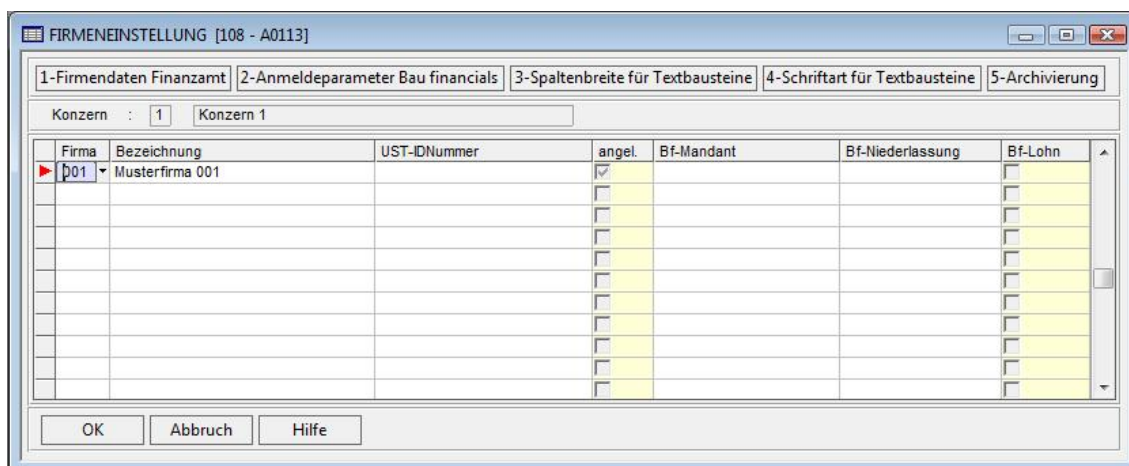 FIRMENEINSTELLUNG [108 - A0113]
1-Firmendaten Finanzamt 2-Anmeldeparameter Bau financials 3-Spaltenbreite für Textbausteine 4-Schriftart für Textbausteine 5-Archivierung
Konzern : 1 Konzern 1
Firma Bezeichnung UST-IDNummer angel. Bf-Mandant Bf-Niederlassung Bf-Lohn
001 Musterfirma 001
OK Abbruch Hilfe